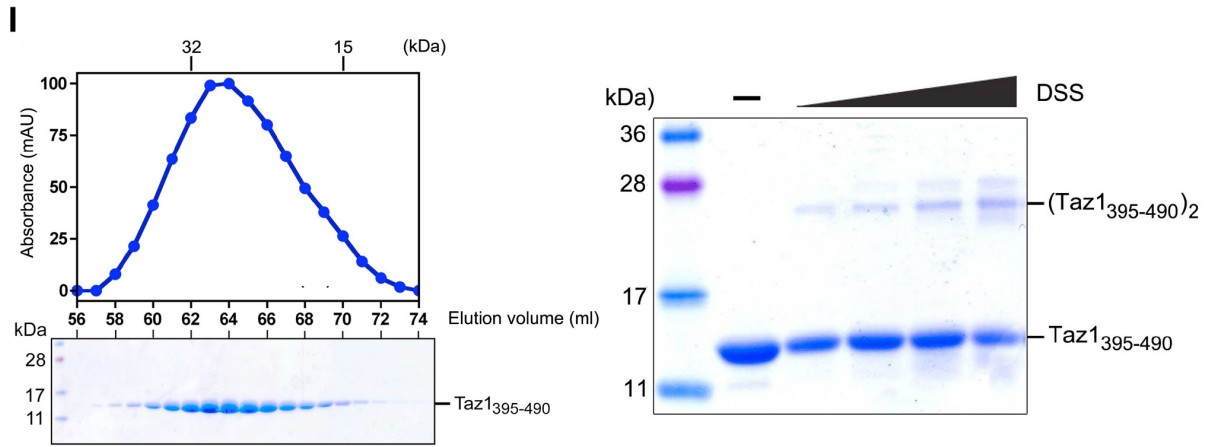 I
32 15 (kDa)
100
75
50
25
0
Absorbance (mAU)
56 58 60 62 64 66 68 70 72 74
Elution volume (ml)
kDa
28
17
11
Taz1395-490
kDa)
DSS
36
28
17
11
(Taz1395-490)2
Taz1395-490